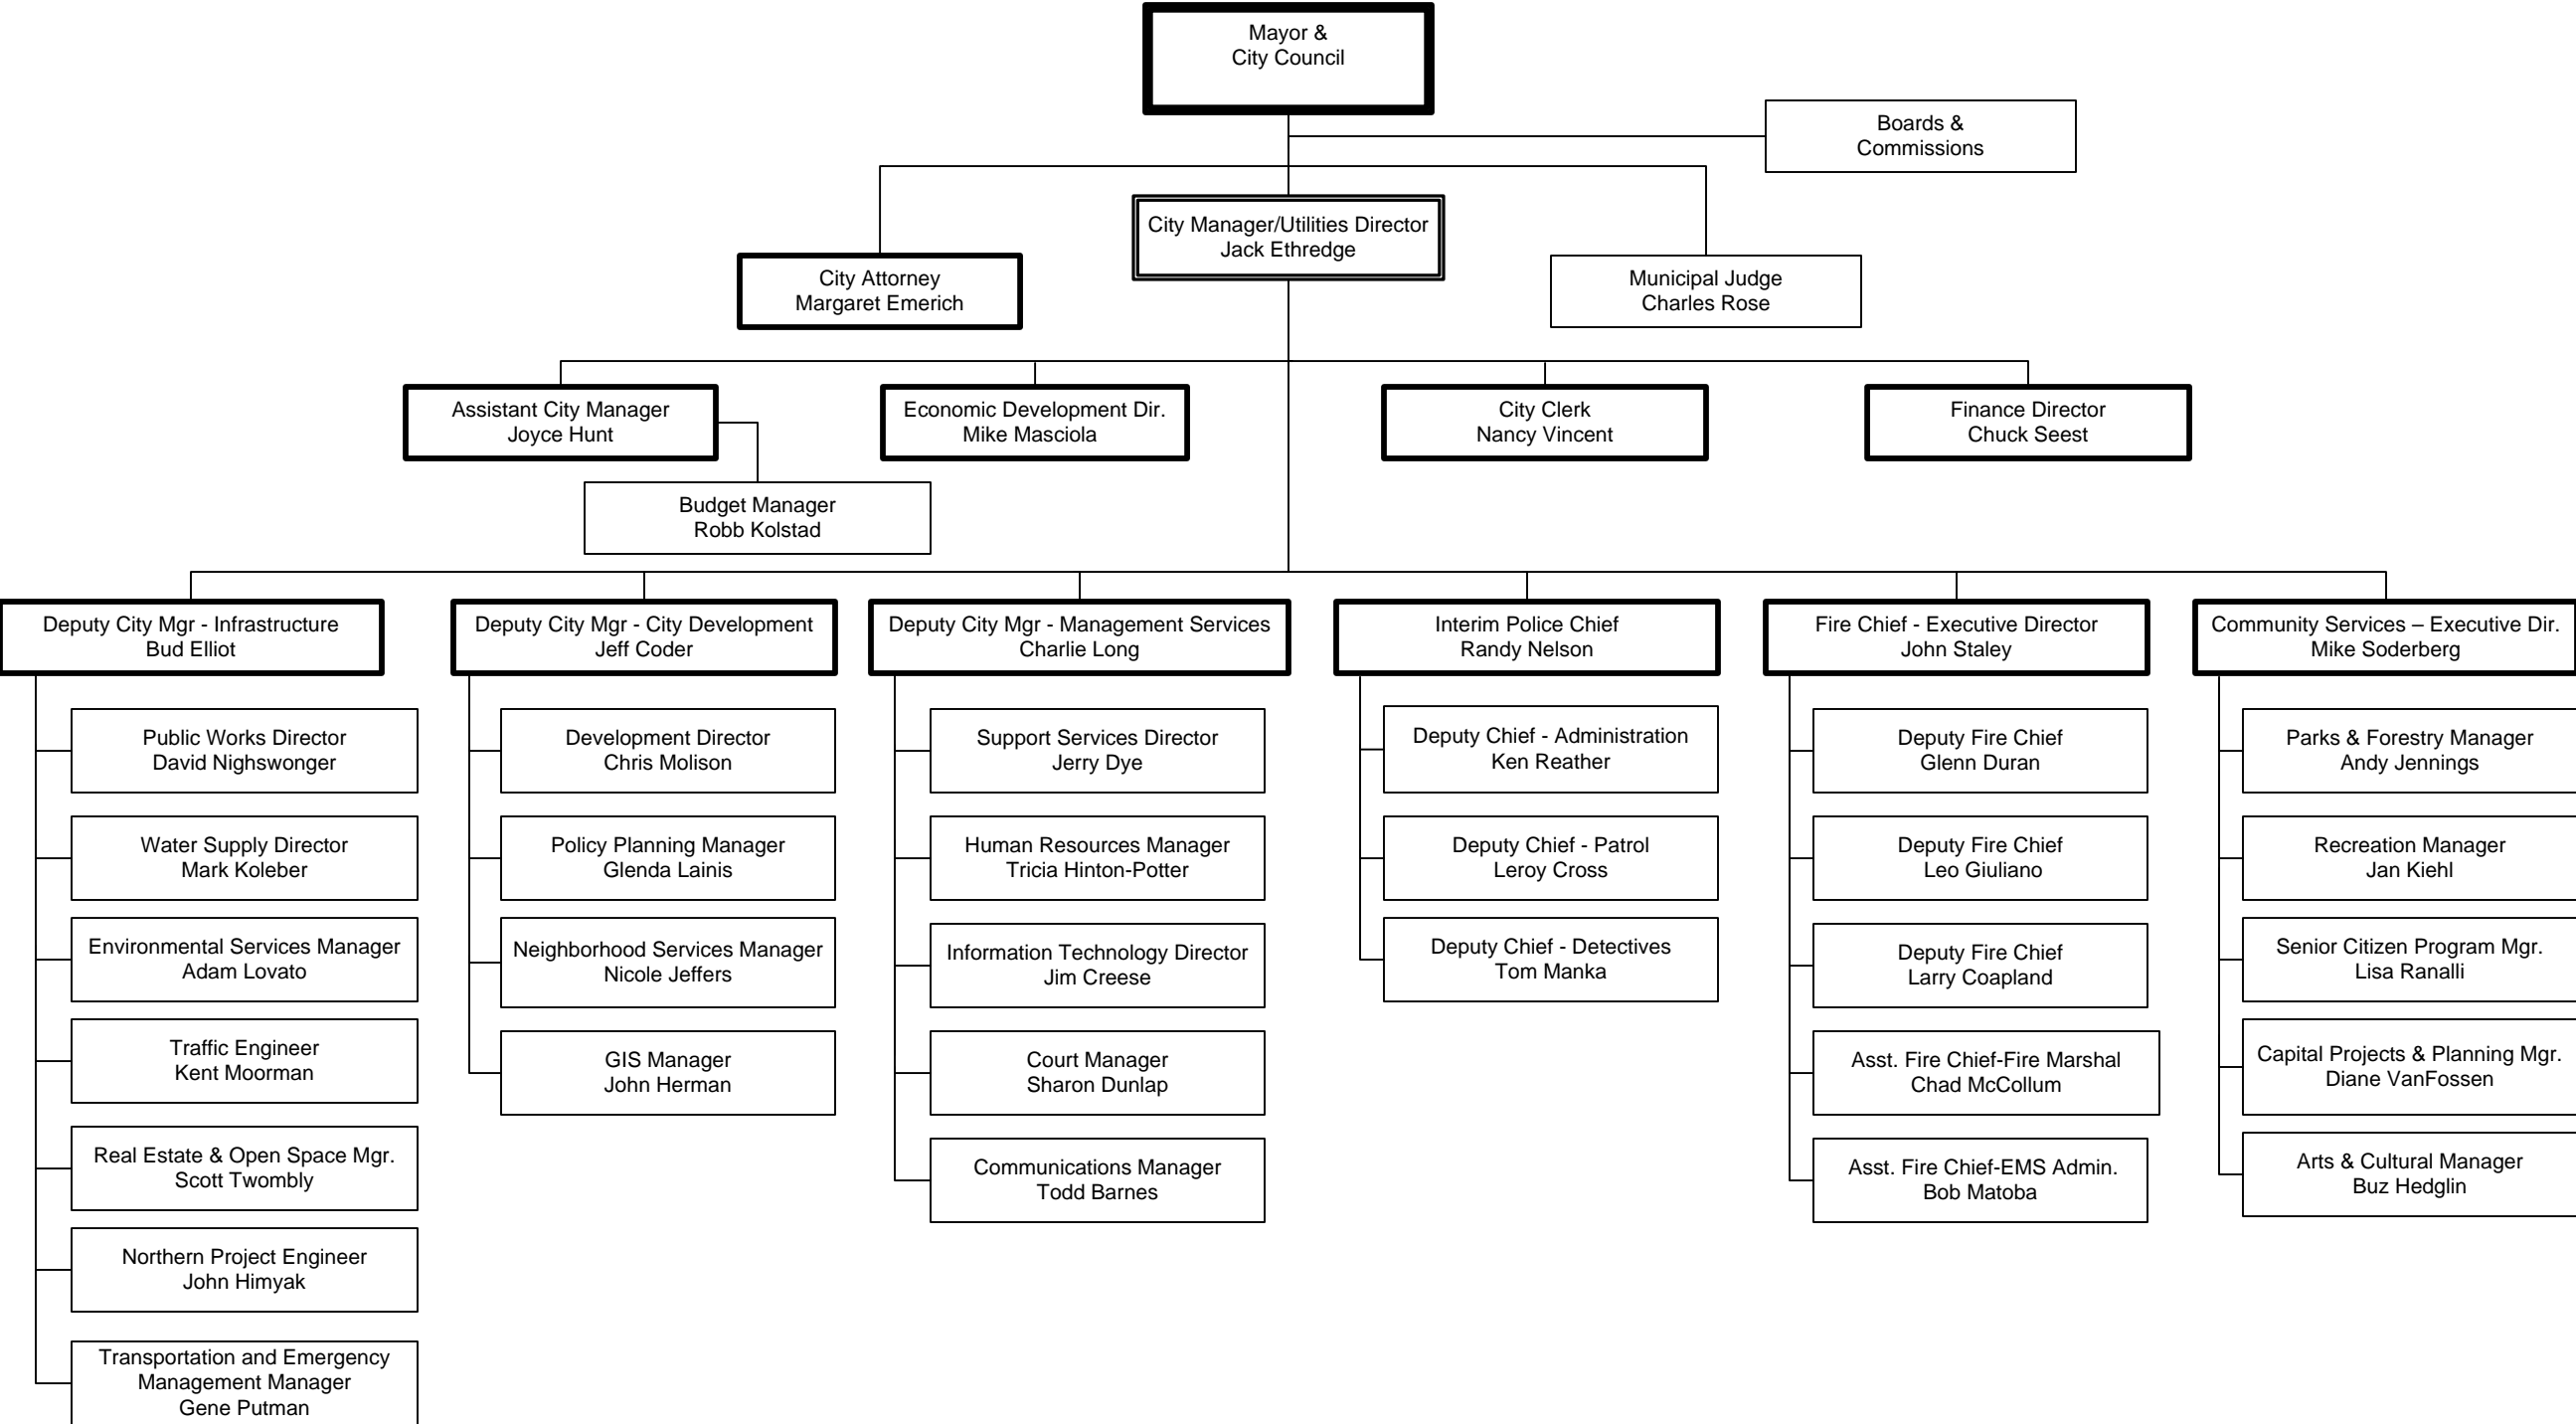 Mayor &
City Council
Boards &
Commissions
City Manager/Utilities Director
Jack Ethredge
City Attorney
Margaret Emerich
Municipal Judge
Charles Rose
Assistant City Manager
Joyce Hunt
Economic Development Dir.
Mike Masciola
City Clerk
Nancy Vincent
Finance Director
Chuck Seest
Budget Manager
Robb Kolstad
Deputy City Mgr - Infrastructure
Bud Elliot
Public Works Director
David Nighswonger
Water Supply Director
Mark Koleber
Environmental Services Manager
Adam Lovato
Traffic Engineer
Kent Moorman
Real Estate & Open Space Mgr.
Scott Twombly
Northern Project Engineer
John Himyak
Transportation and Emergency
Management Manager
Gene Putman
Deputy City Mgr - City Development
Jeff Coder
Development Director
Chris Molison
Policy Planning Manager
Glenda Lainis
Neighborhood Services Manager
Nicole Jeffers
GIS Manager
John Herman
Deputy City Mgr - Management Services
Charlie Long
Support Services Director
Jerry Dye
Human Resources Manager
Tricia Hinton-Potter
Information Technology Director
Jim Creese
Court Manager
Sharon Dunlap
Communications Manager
Todd Barnes
Interim Police Chief
Randy Nelson
Deputy Chief - Administration
Ken Reather
Deputy Chief - Patrol
Leroy Cross
Deputy Chief - Detectives
Tom Manka
Fire Chief - Executive Director
John Staley
Deputy Fire Chief
Glenn Duran
Deputy Fire Chief
Leo Giuliano
Deputy Fire Chief
Larry Coapland
Asst. Fire Chief-Fire Marshal
Chad McCollum
Asst. Fire Chief-EMS Admin.
Bob Matoba
Community Services – Executive Dir.
Mike Soderberg
Parks & Forestry Manager
Andy Jennings
Recreation Manager
Jan Kiehl
Senior Citizen Program Mgr.
Lisa Ranalli
Capital Projects & Planning Mgr.
Diane VanFossen
Arts & Cultural Manager
Buz Hedglin